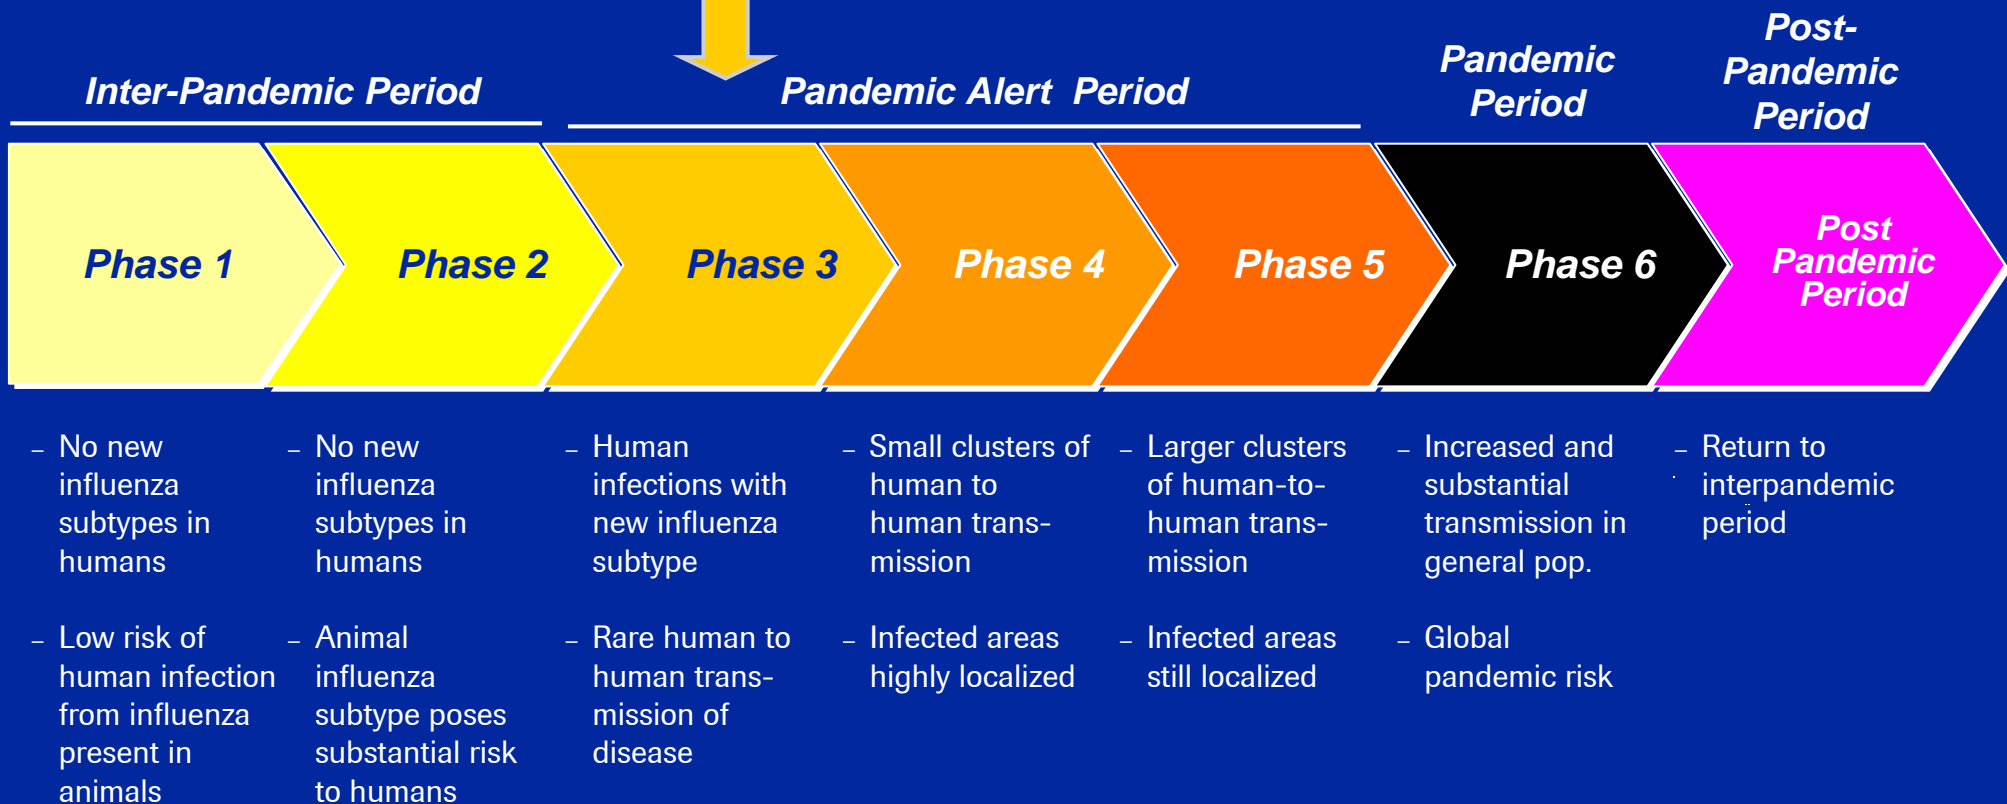 Inter-Pandemic Period
Pandemic Alert Period
Pandemic
Period
Post-
Pandemic
Period
Phase 1
Phase 2
Phase 3
Phase 4
Phase 5
Phase 6
Post
Pandemic
Period
– No new
influenza
subtypes in
humans
– Low risk of
human infection
from influenza
present in
animals
– No new
influenza
subtypes in
humans
– Animal
influenza
subtype poses
substantial risk
to humans
– Human
infections with
new influenza
subtype
– Rare human to
human trans-
mission of
disease
– Small clusters of
human to
human trans-
mission
– Infected areas
highly localized
– Larger clusters
of human-to-
human trans-
mission
– Infected areas
still localized
– Increased and
substantial
transmission in
general pop.
– Global
pandemic risk
– Return to
interpandemic
period